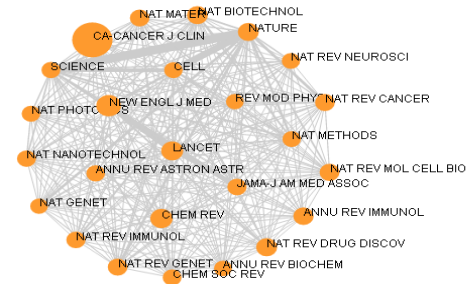 NAT MATER
NAT BIOTECHNOL
NATURE
CA-CANCER J CLIN
SCIENCE
CELL
NAT REV NEUROSCI
NEW ENGL J MED
REV MOD PHYS
NAT REV CANCER
NAT PHOTONICS
NAT METHODS
LANCET
NAT NANOTECHNOL
ANNU REV ASTRON ASTR
NAT REV MOL CELL BIO
JAMA-J AM MED ASSOC
NAT GENET
CHEM REV
ANNU REV IMMUNOL
NAT REV IMMUNOL
NAT REV DRUG DISCOV
NAT REV GENET
ANNU REV BIOCHEM
CHEM SOC REV